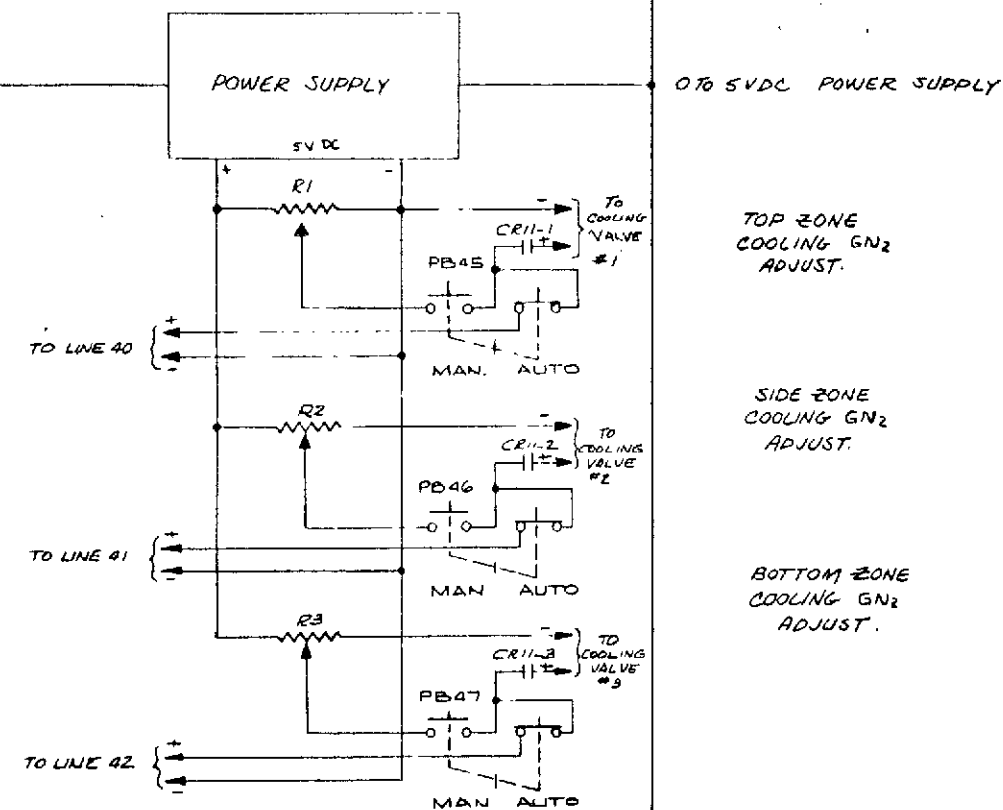 POWER SUPPLY
0 TO 5 VDC POWER SUPPLY
5V DC
+
-
R1
-
TO
COOLING
VALVE
#1
CR11-1
+
PB45
TOP ZONE
COOLING GN2
ADJUST.
+
TO LINE 40
-
MAN. AUTO
R2
-
TO
COOLING
VALVE
#2
CR11-2
+
PB46
SIDE ZONE
COOLING GN2
ADJUST.
+
TO LINE 41
-
MAN AUTO
R3
-
TO
COOLING
VALVE
#3
CR11-3
+
PB47
BOTTOM ZONE
COOLING GN2
ADJUST.
+
TO LINE 42
-
MAN AUTO